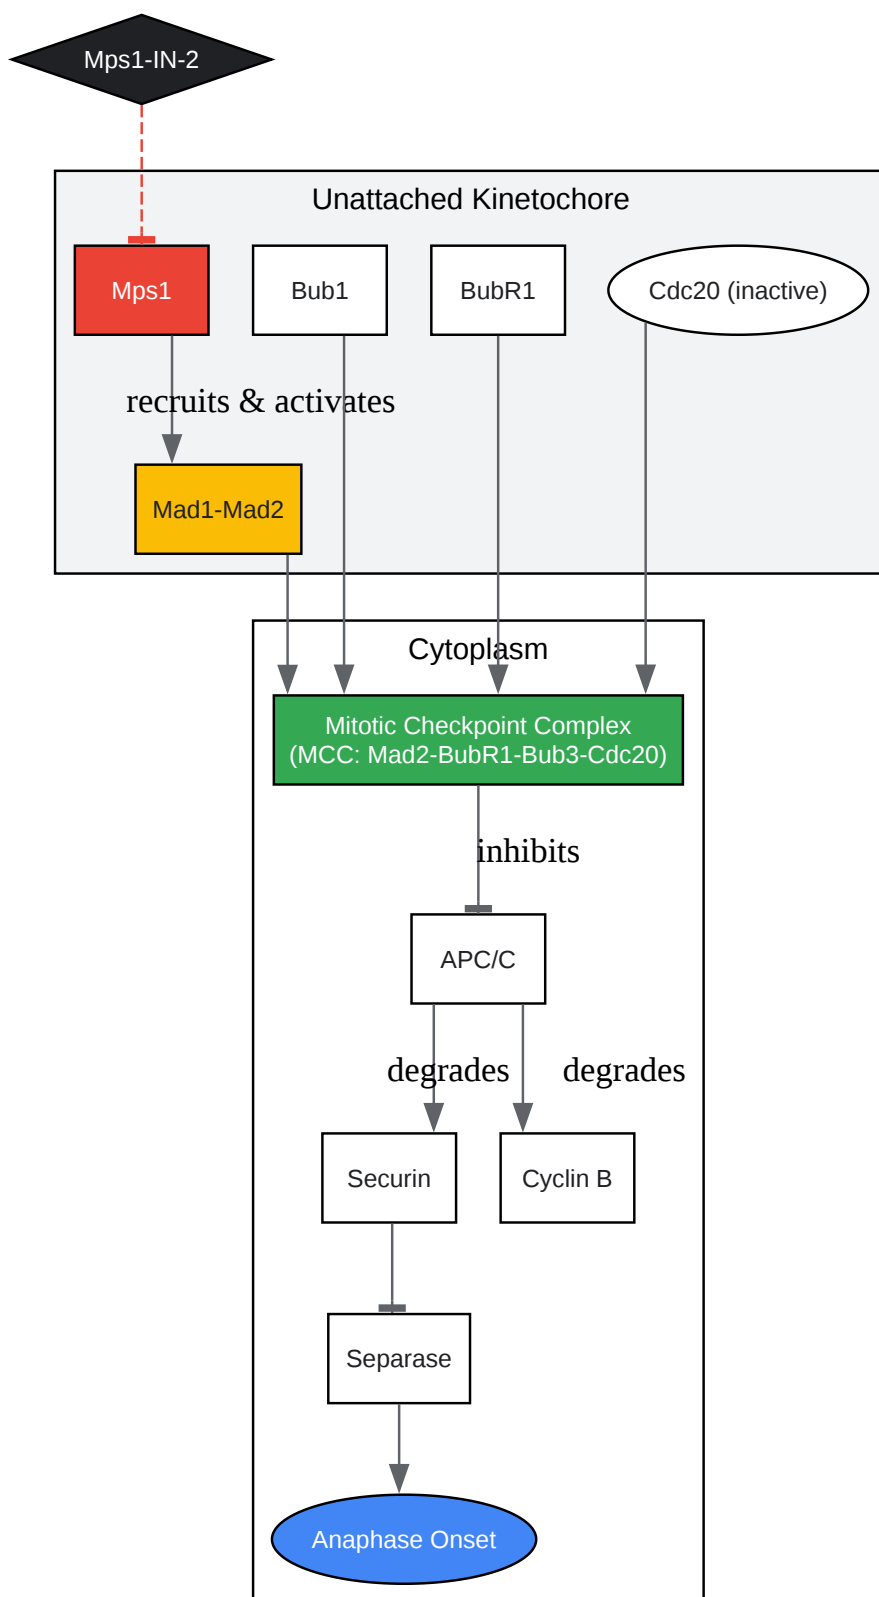 Mps1-IN-2
Unattached Kinetochore
Mps1
Bub1
BubR1
Cdc20 (inactive)
recruits & activates
Mad1-Mad2
Cytoplasm
Mitotic Checkpoint Complex
(MCC: Mad2-BubR1-Bub3-Cdc20)
inhibits
APC/C
degrades
degrades
Securin
Cyclin B
Separase
Anaphase Onset